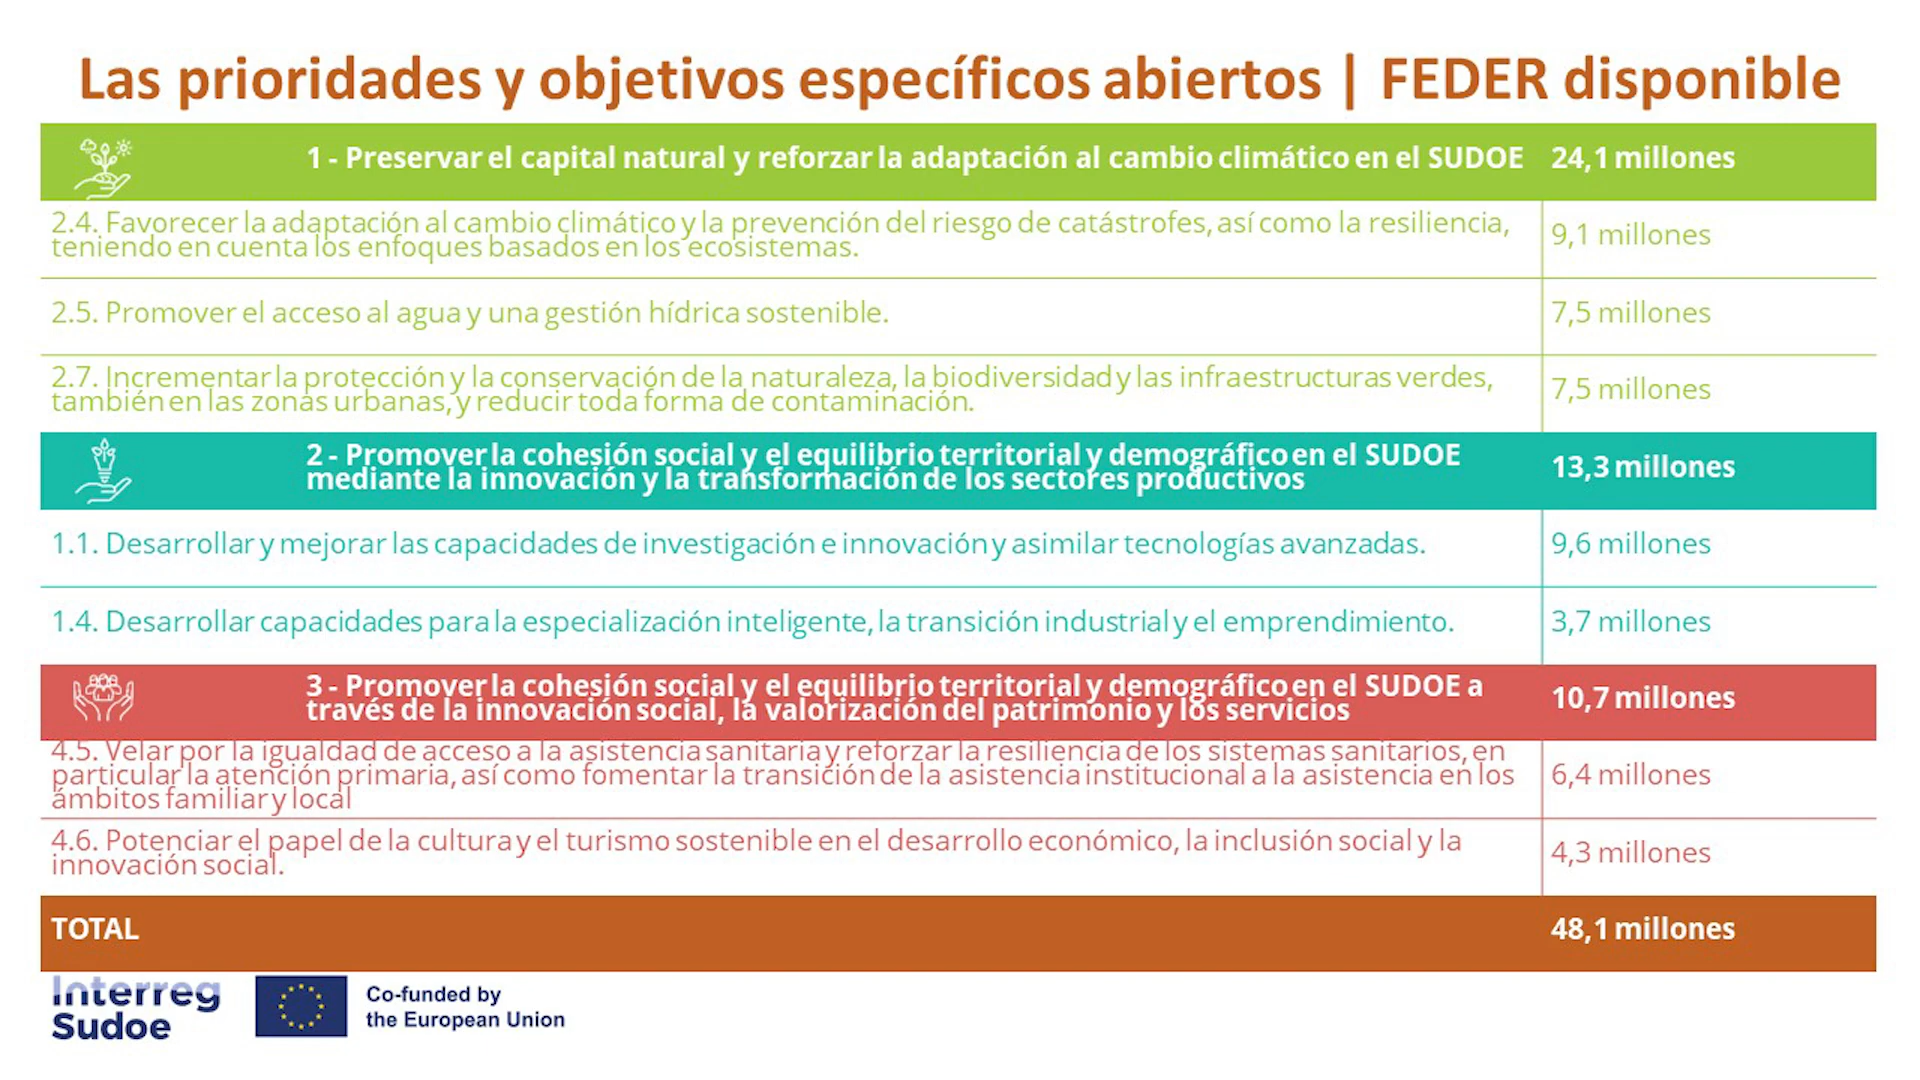 Las prioridades y objetivos específicos abiertos | FEDER disponible
1 - Preservar el capital natural y reforzar la adaptación al cambio climático en el SUDOE 24,1 millones
2.4. Favorecer la adaptación al cambio climático y la prevención del riesgo de catástrofes, así como la resiliencia,
teniendo en cuenta los enfoques basados en los ecosistemas.
9,1 millones
2.5. Promover el acceso al agua y una gestión hídrica sostenible. 7,5 millones
2.7. Incrementar la protección y la conservación de la naturaleza, la biodiversidad y las infraestructuras verdes,
también en las zonas urbanas, y reducir toda forma de contaminación.
7,5 millones
2 - Promover la cohesión social y el equilibrio territorial y demográfico en el SUDOE
mediante la innovación y la transformación de los sectores productivos
13,3 millones
1.1. Desarrollar y mejorar las capacidades de investigación e innovación y asimilar tecnologías avanzadas. 9,6 millones
1.4. Desarrollar capacidades para la especialización inteligente, la transición industrial y el emprendimiento. 3,7 millones
3 - Promover la cohesión social y el equilibrio territorial y demográfico en el SUDOE a
través de la innovación social, la valorización del patrimonio y los servicios
10,7 millones
4.5. Velar por la igualdad de acceso a la asistencia sanitaria y reforzar la resiliencia de los sistemas sanitarios, en
particular la atención primaria, así como fomentar la transición de la asistencia institucional a la asistencia en los
ámbitos familiar y local
6,4 millones
4.6. Potenciar el papel de la cultura y el turismo sostenible en el desarrollo económico, la inclusión social y la
innovación social.
4,3 millones
TOTAL 48,1 millones
Interreg
Sudoe
Co-funded by
the European Union